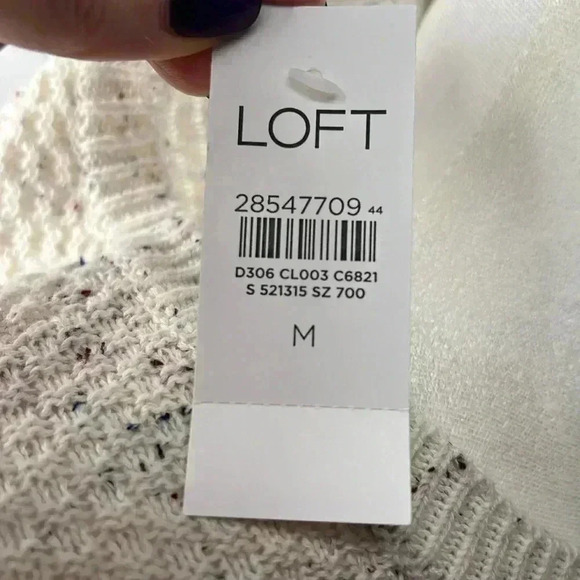 LOFT
28547709 44
D306 CL003 C6821
S 521315 SZ 700
M